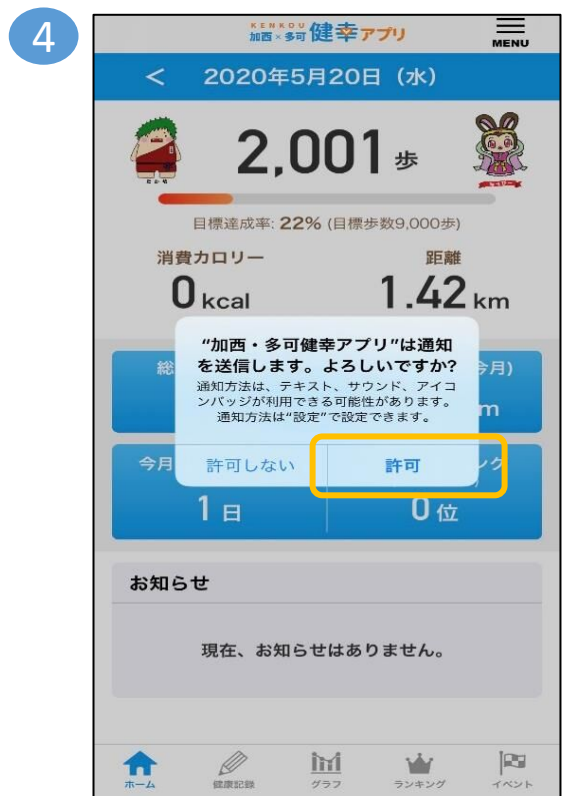 4
KENKOU
加西×多可 健幸アプリ
MENU
< 2020年5月20日（水）
2,001 歩
目標達成率: 22% (目標歩数9,000歩)
消費カロリー 距離
0 kcal 1.42 km
“加西・多可健幸アプリ”は通知
を送信します。よろしいですか?
総 今月)
通知方法は、テキスト、サウンド、アイコ
ンバッジが利用できる可能性があります。
通知方法は“設定”で設定できます。
m
今月 許可しない 許可 ング
1 日 0 位
お知らせ
現在、お知らせはありません。
ホーム 健康記録 グラフ ランキング イベント